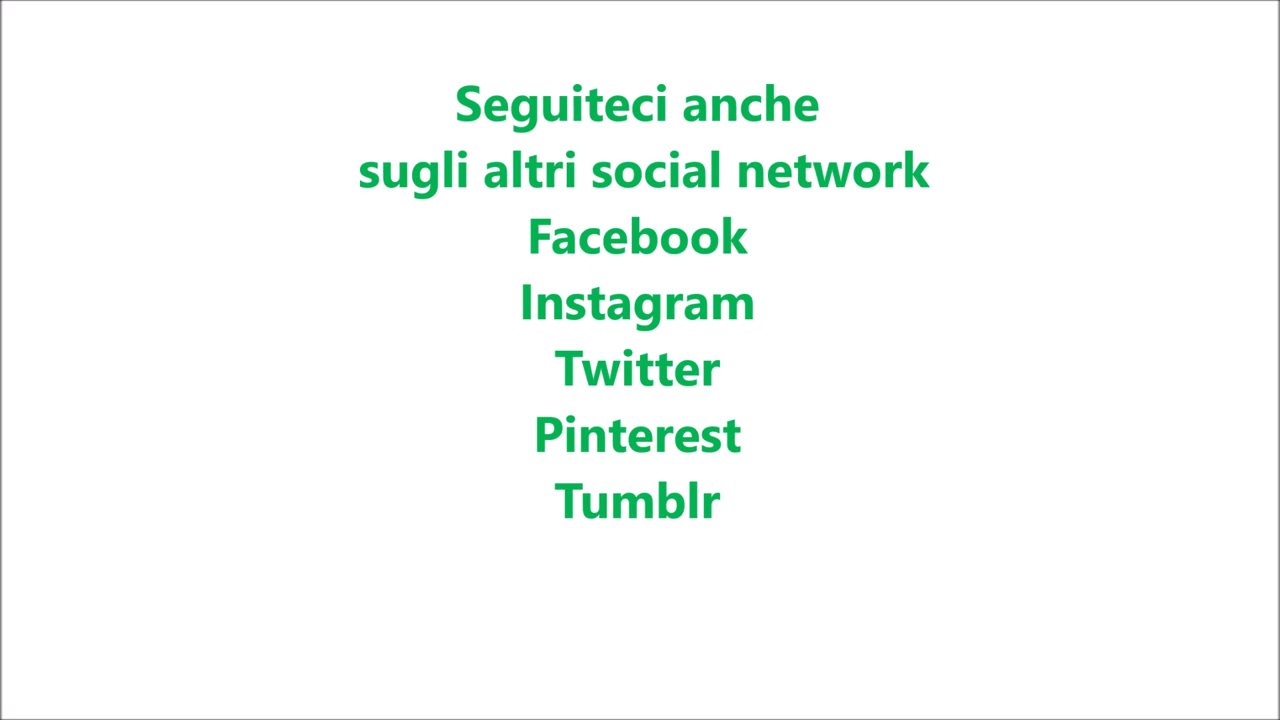 Seguiteci anche
sugli altri social network
Facebook
Instagram
Twitter
Pinterest
Tumblr